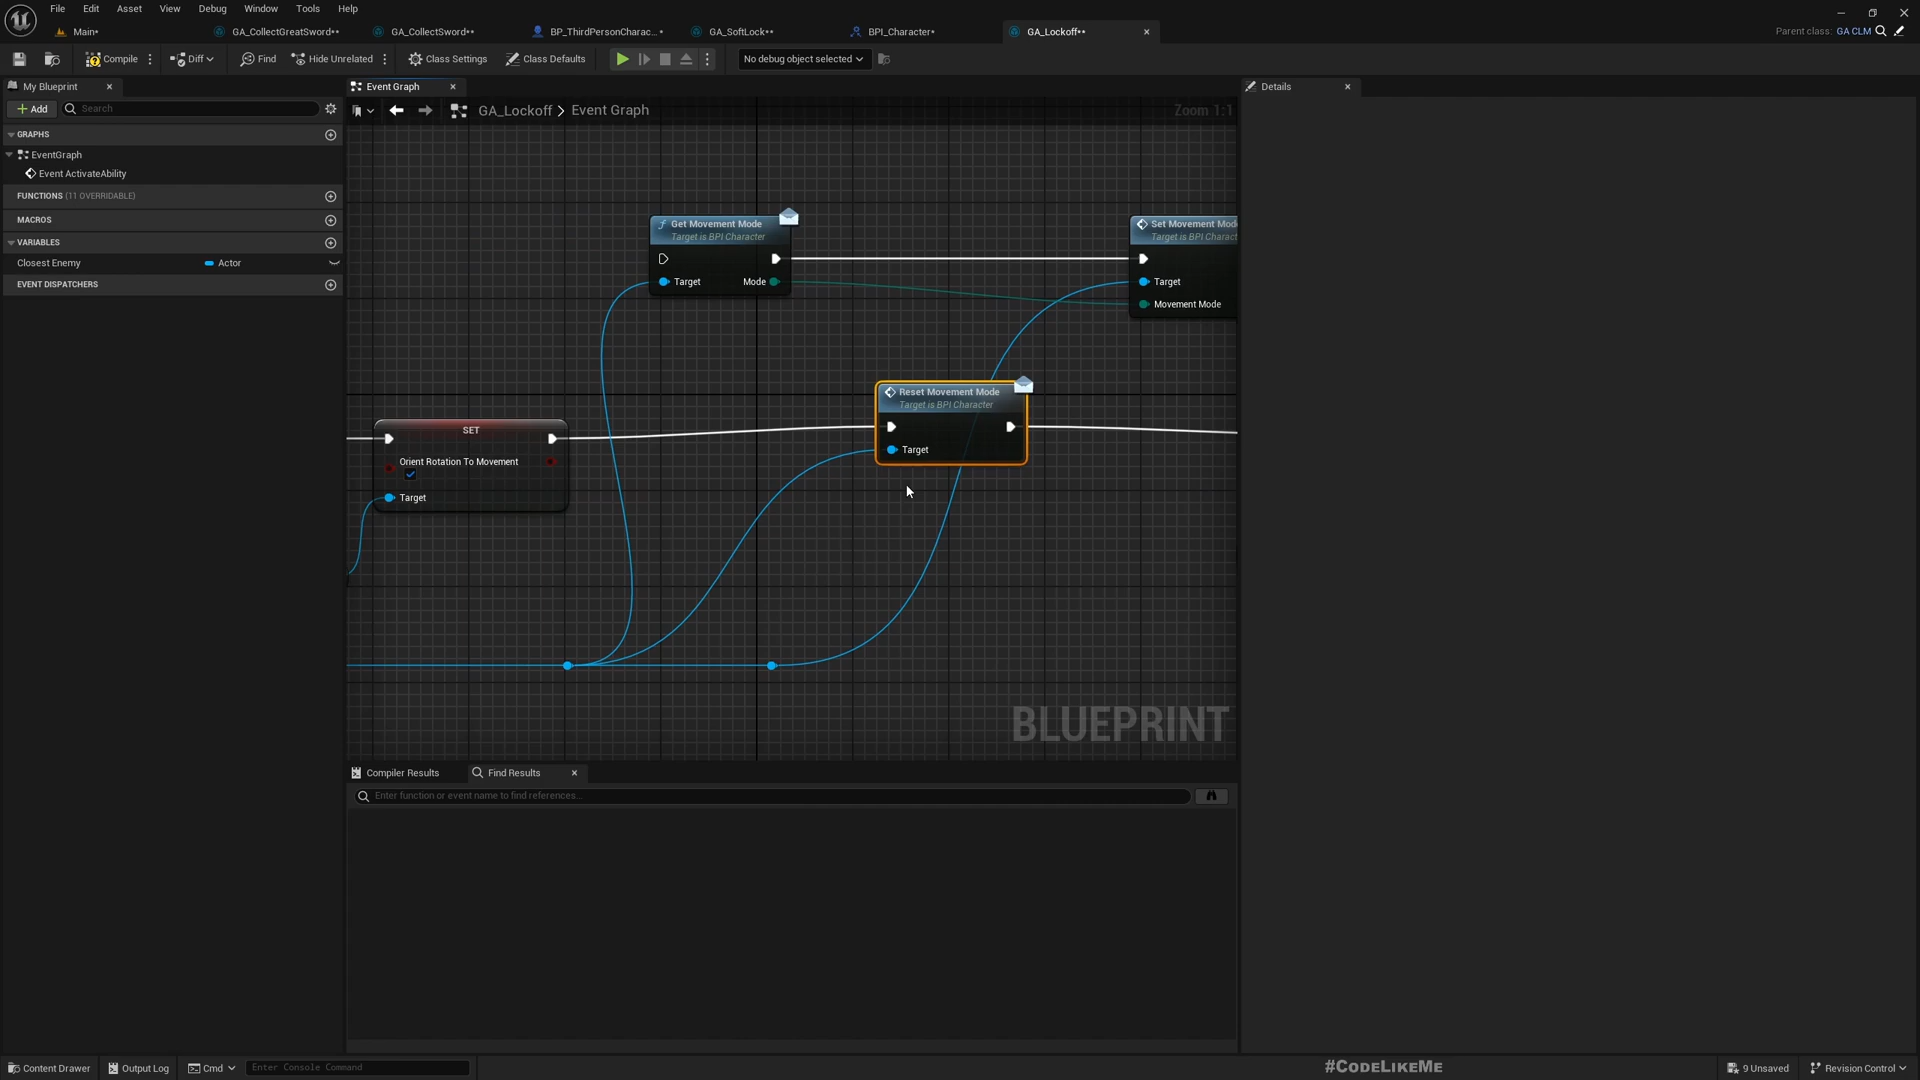 File Edit Asset View Debug Window Tools Help
Main*
GA_CollectGreatSword**
GA_CollectSword**
BP_ThirdPersonCharac...*
GA_SoftLock**
BPI_Character*
GA_Lockoff**
Parent class: GA CLM
Compile
Diff
Find
Hide Unrelated
Class Settings
Class Defaults
No debug object selected
My Blueprint
Event Graph
Details
Add
Search
GA_Lockoff > Event Graph
Zoom 1:1
GRAPHS
EventGraph
Event ActivateAbility
FUNCTIONS (11 OVERRIDABLE)
MACROS
VARIABLES
Closest Enemy
Actor
EVENT DISPATCHERS
Get Movement Mode
Target is BPI Character
Target
Mode
Set Movement Mod
Target is BPI Charact
Target
Movement Mode
Reset Movement Mode
Target is BPI Character
Target
SET
Orient Rotation To Movement
Target
BLUEPRINT
Compiler Results
Find Results
Enter function or event name to find references...
Content Drawer
Output Log
Cmd
Enter Console Command
#CODELIKEME
9 Unsaved
Revision Control